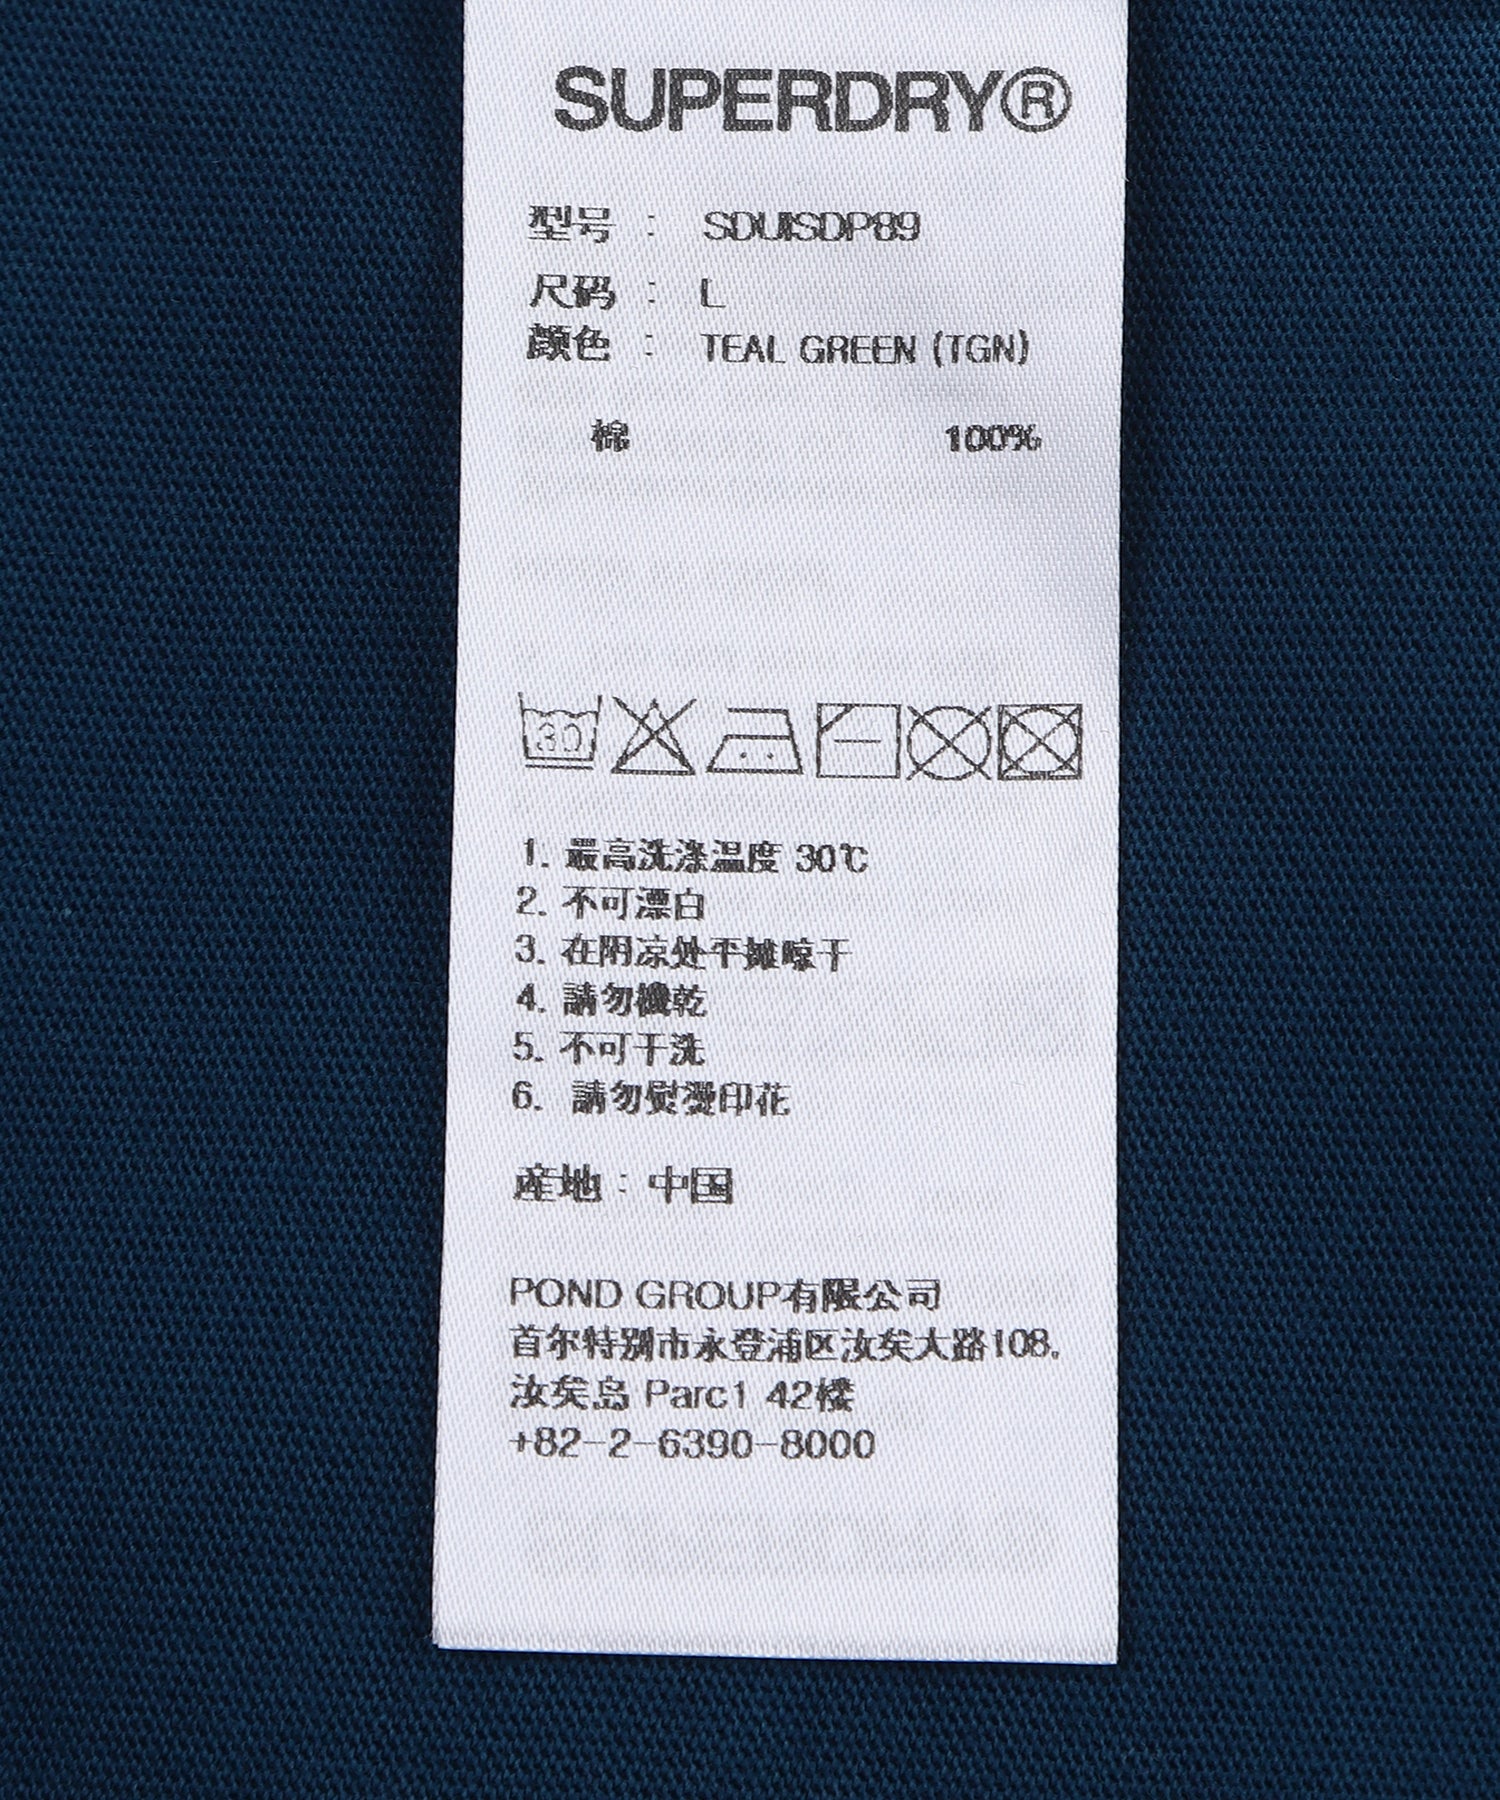 SUPERDRY®
型号 : SDUISDP89
尺码 : L
颜色 : TEAL GREEN (TGN)
棉 100%
30
1. 最高洗涤温度 30℃
2. 不可漂白
3. 在阴凉处平摊晾干
4. 請勿機乾
5. 不可干洗
6. 請勿熨燙印花
産地 : 中国
POND GROUP有限公司
首尔特别市永登浦区汝矣大路108,
汝矣岛 Parc1 42楼
+82-2-6390-8000